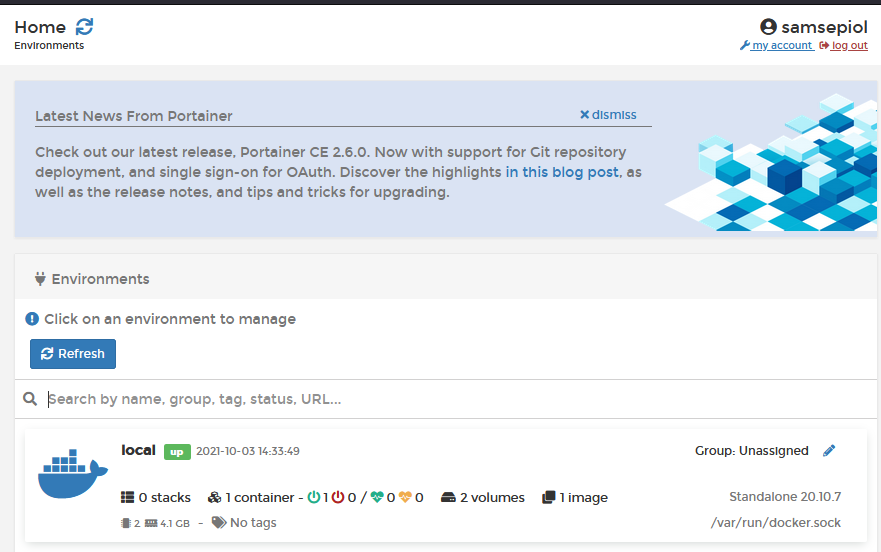 Home
Environments
samsepiol
my account log out
Latest News From Portainer
dismiss
Check out our latest release, Portainer CE 2.6.0. Now with support for Git repository
deployment, and single sign-on for OAuth. Discover the highlights in this blog post, as
well as the release notes, and tips and tricks for upgrading.
Environments
Click on an environment to manage
Refresh
Search by name, group, tag, status, URL...
local up 2021-10-03 14:33:49
Group: Unassigned
0 stacks 1 container - 1 0 / 0 0 2 volumes 1 image
Standalone 20.10.7
2 4.1 GB - No tags
/var/run/docker.sock